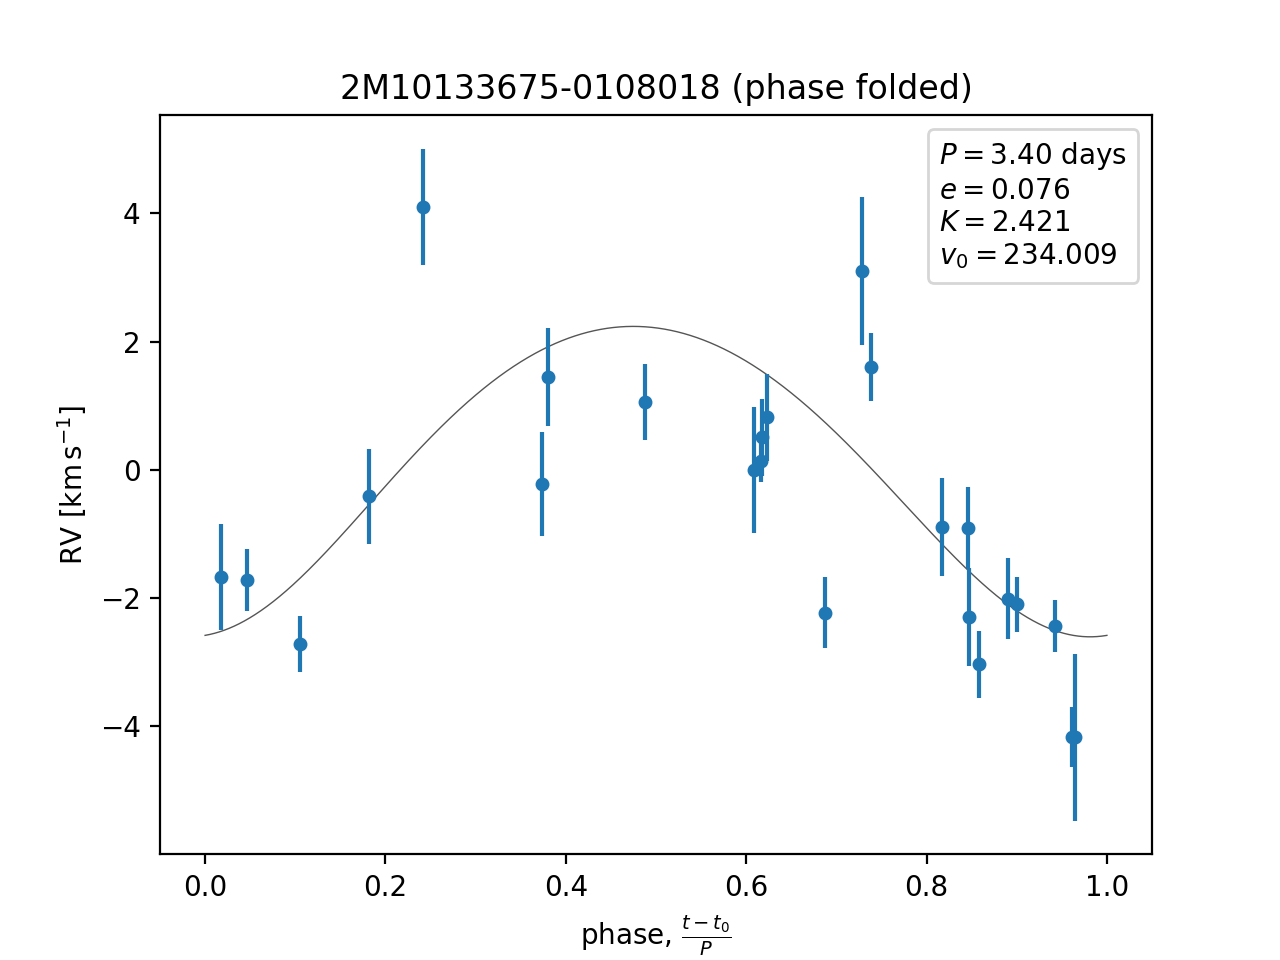 2M10133675-0108018 (phase folded)
P = 3.40 days
e = 0.076
K = 2.421
v₀ = 234.009
4
2
0
−2
−4
RV [km s⁻¹]
0.0 0.2 0.4 0.6 0.8 1.0
phase, (t − t₀)/P